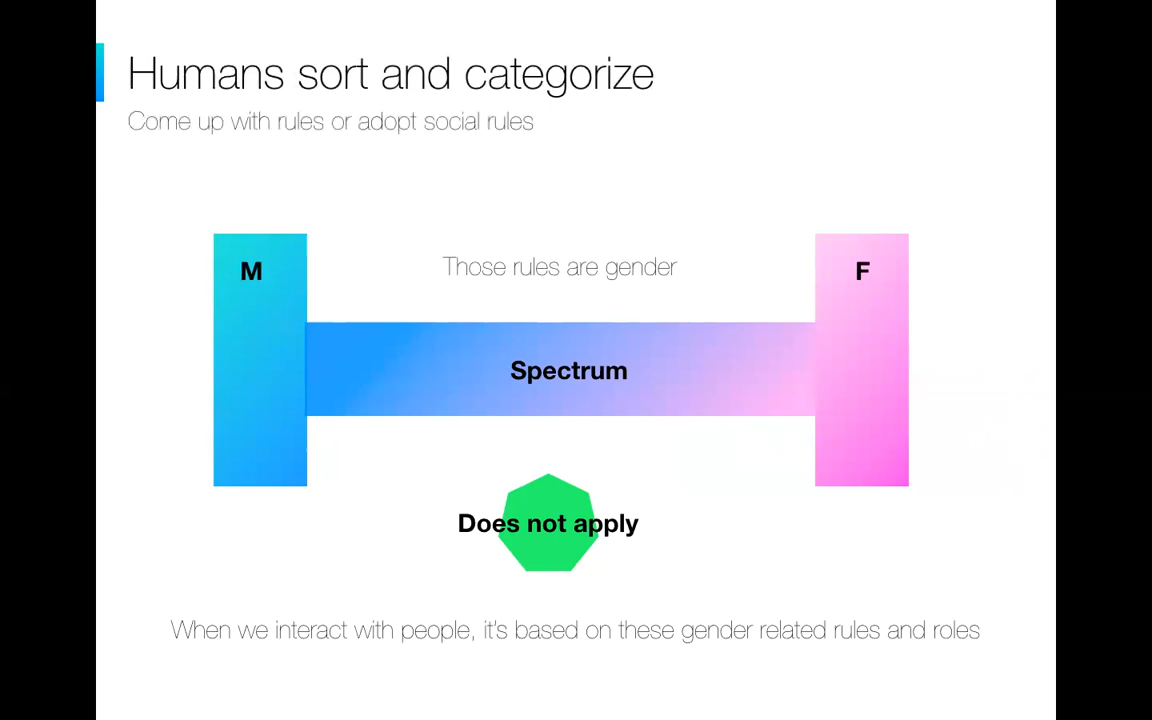 Humans sort and categorize
Come up with rules or adopt social rules
M
Those rules are gender
F
Spectrum
Does not apply
When we interact with people, it's based on these gender related rules and roles